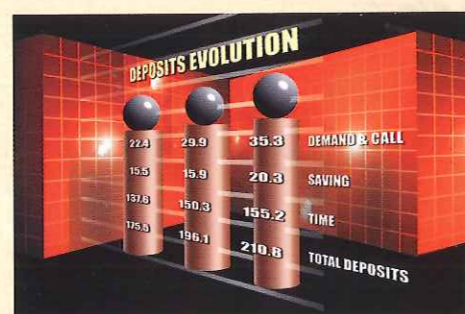 DEPOSITS EVOLUTION
22.4 29.9 35.3 DEMAND & CALL
15.5 15.9 20.3 SAVING
137.6 150.3 155.2 TIME
175.5 196.1 210.8 TOTAL DEPOSITS